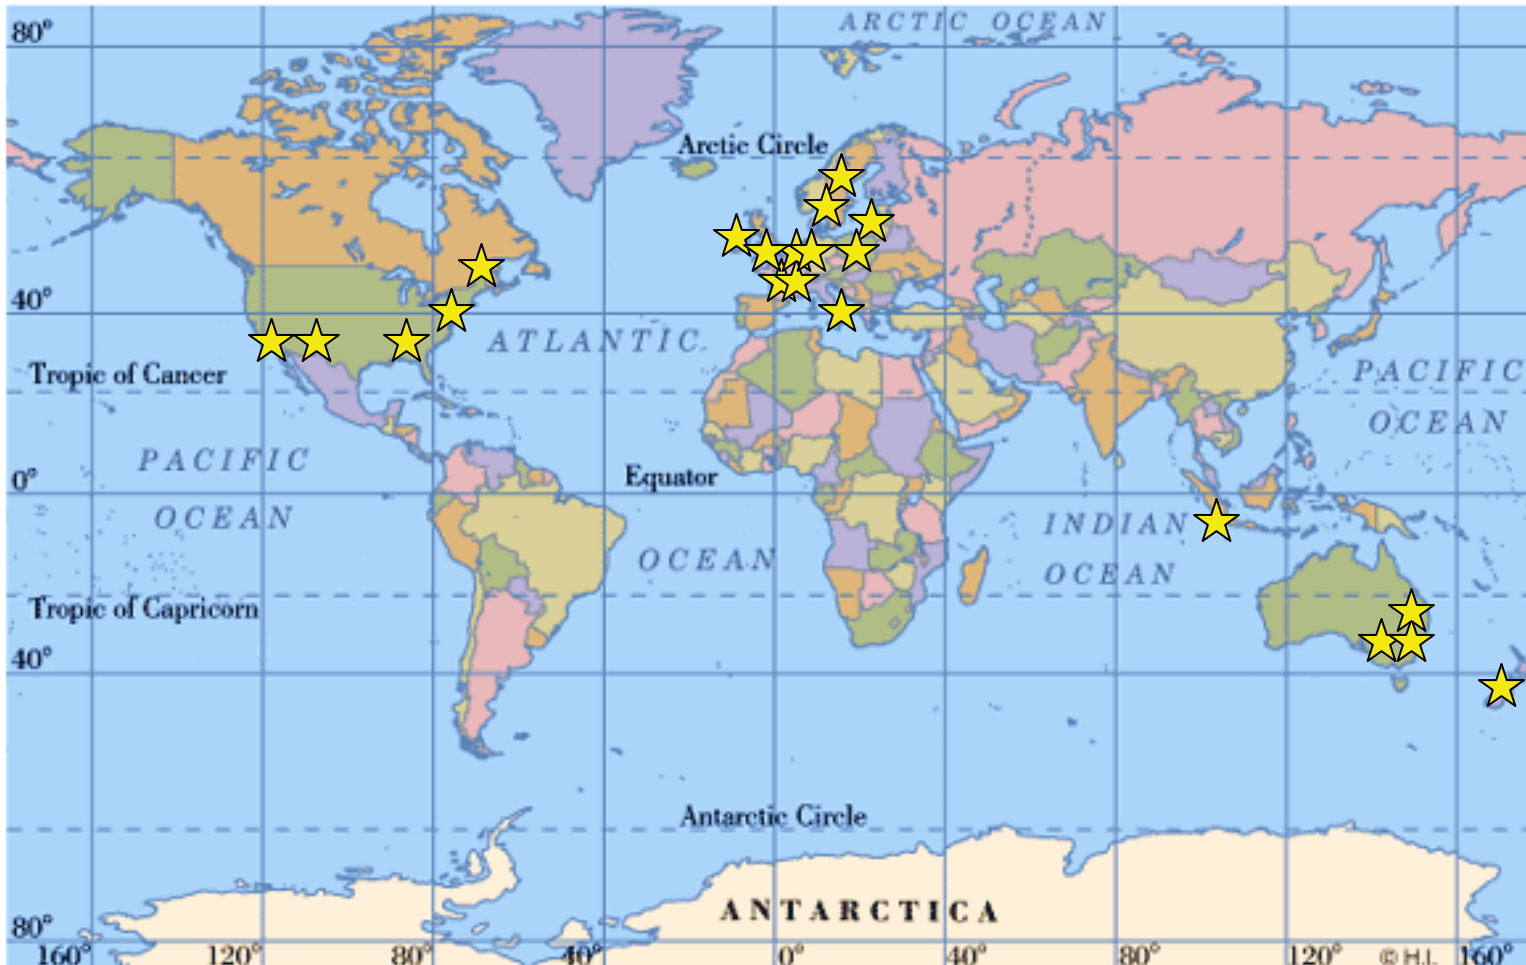 ARCTIC OCEAN
80°
Arctic Circle
40°
ATLANTIC
Tropic of Cancer
PACIFIC
OCEAN
PACIFIC
OCEAN
Equator
0°
INDIAN
OCEAN
OCEAN
Tropic of Capricorn
40°
Antarctic Circle
ANTARCTICA
80°
160° 120° 80° 40° 0° 40° 80° 120° © H.I. 160°